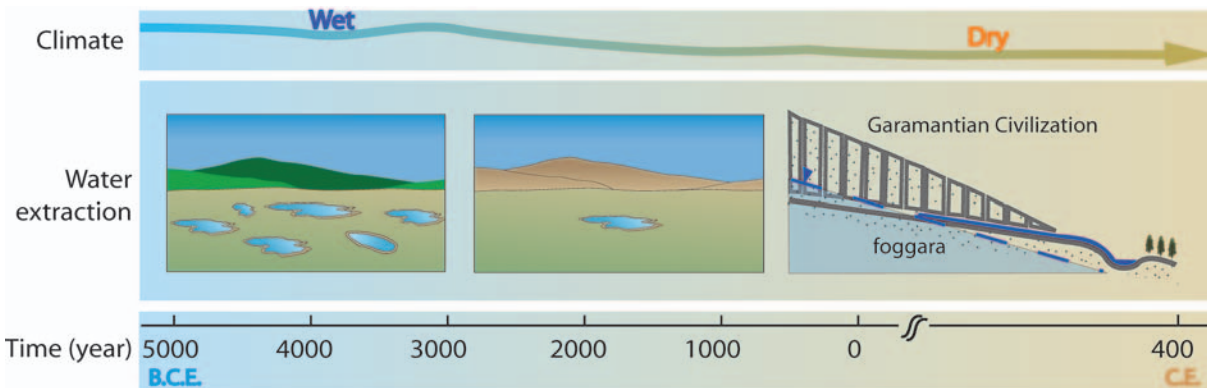 Climate
Wet
Dry
Water
extraction
Garamantian Civilization
foggara
Time (year)
5000
4000
3000
2000
1000
0
400
B.C.E.
C.E.